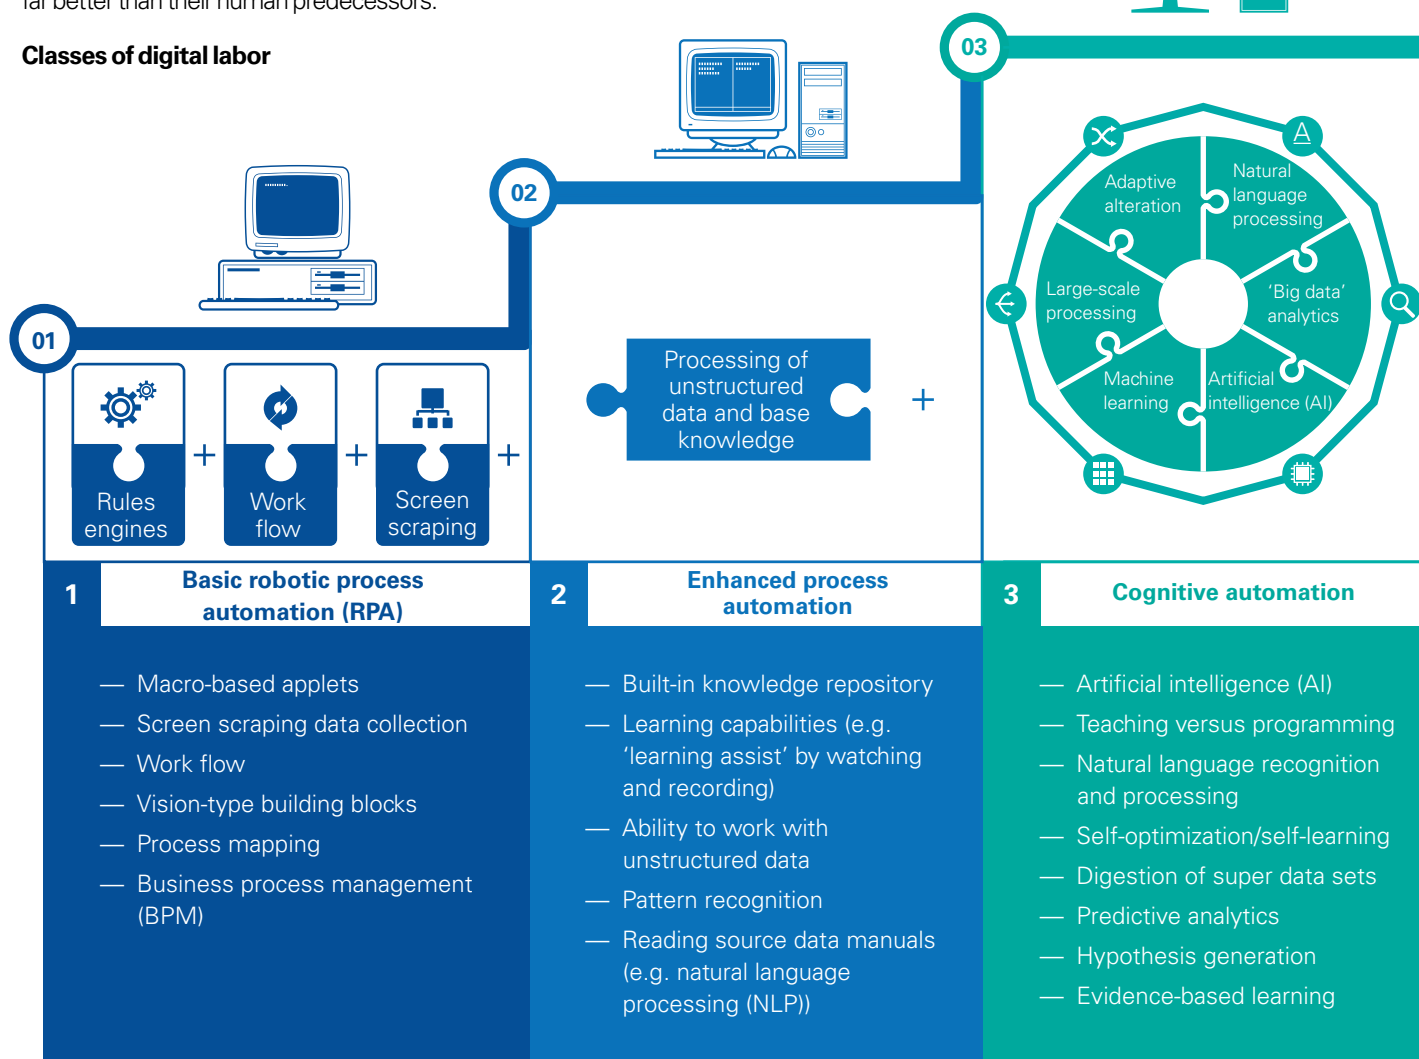 far better than their human predecessors.
Classes of digital labor
03
02
01
Rules
engines
+
Work
flow
+
Screen
scraping
+
Processing of
unstructured
data and base
knowledge
+
Adaptive
alteration
Natural
language
processing
Large-scale
processing
'Big data'
analytics
Machine
learning
Artificial
intelligence (AI)
A
1
Basic robotic process
automation (RPA)
— Macro-based applets
— Screen scraping data collection
— Work flow
— Vision-type building blocks
— Process mapping
— Business process management
(BPM)
2
Enhanced process
automation
— Built-in knowledge repository
— Learning capabilities (e.g.
'learning assist' by watching
and recording)
— Ability to work with
unstructured data
— Pattern recognition
— Reading source data manuals
(e.g. natural language
processing (NLP))
3
Cognitive automation
— Artificial intelligence (AI)
— Teaching versus programming
— Natural language recognition
and processing
— Self-optimization/self-learning
— Digestion of super data sets
— Predictive analytics
— Hypothesis generation
— Evidence-based learning